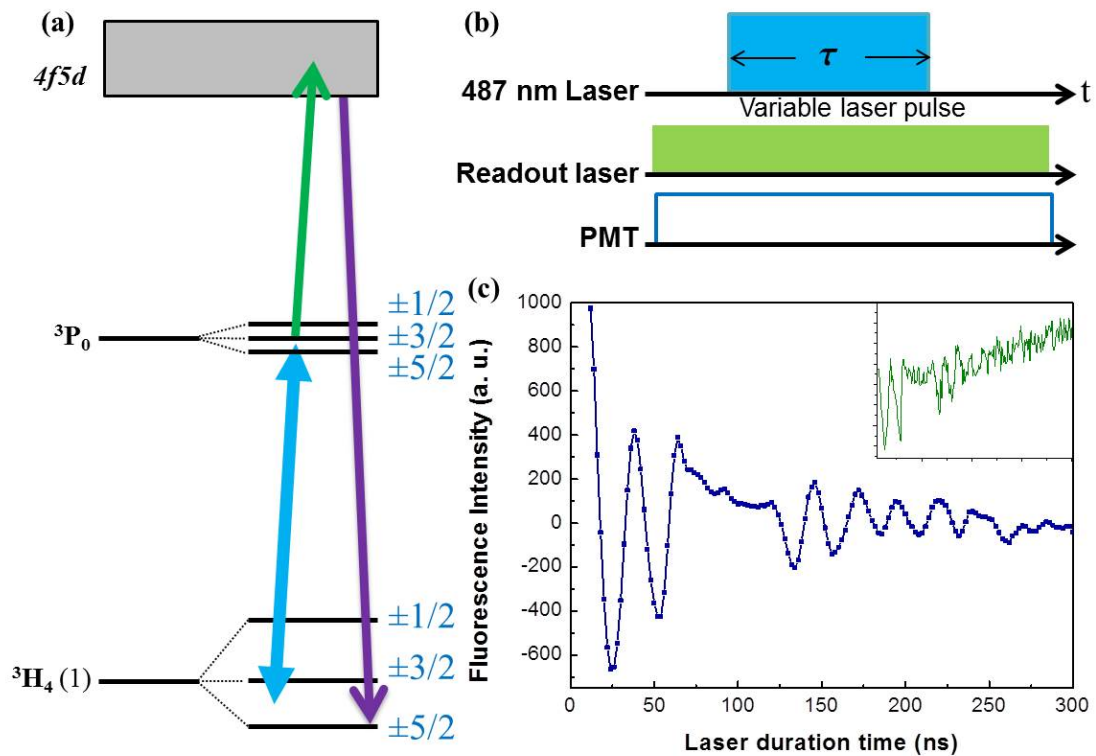 (a)
4f5d
³P₀
±1/2
±3/2
±5/2
³H₄ (1)
±1/2
±3/2
±5/2
(b)
τ
487 nm Laser
t
Variable laser pulse
Readout laser
PMT
(c)
Fluorescence Intensity (a. u.)
1000
800
600
400
200
0
-200
-400
-600
0
50
100
150
200
250
300
Laser duration time (ns)